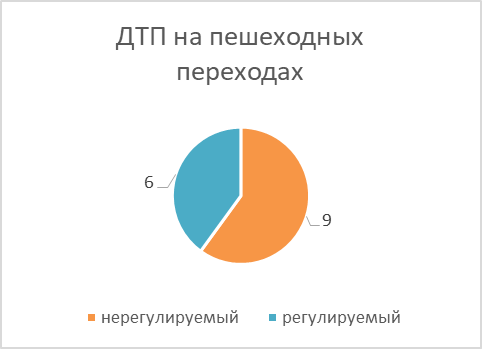 ДТП на пешеходных
переходах
6
9
нерегулируемый
регулируемый